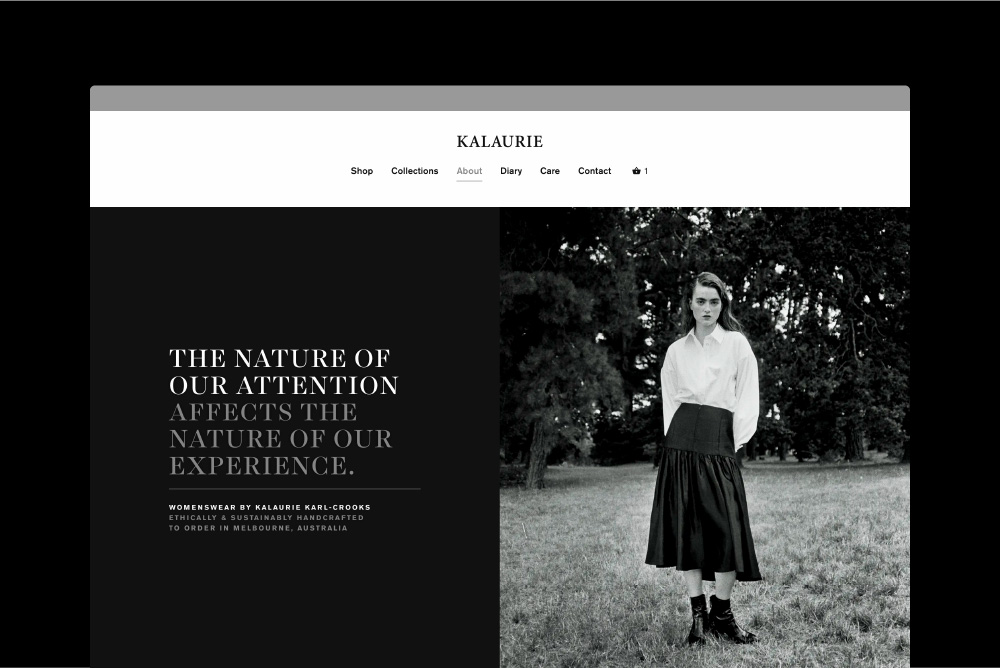 KALAURIE
Shop Collections About Diary Care Contact 1
THE NATURE OF
OUR ATTENTION
AFFECTS THE
NATURE OF OUR
EXPERIENCE.
WOMENSWEAR BY KALAURIE KARL-CROOKS
ETHICALLY & SUSTAINABLY HANDCRAFTED
TO ORDER IN MELBOURNE, AUSTRALIA